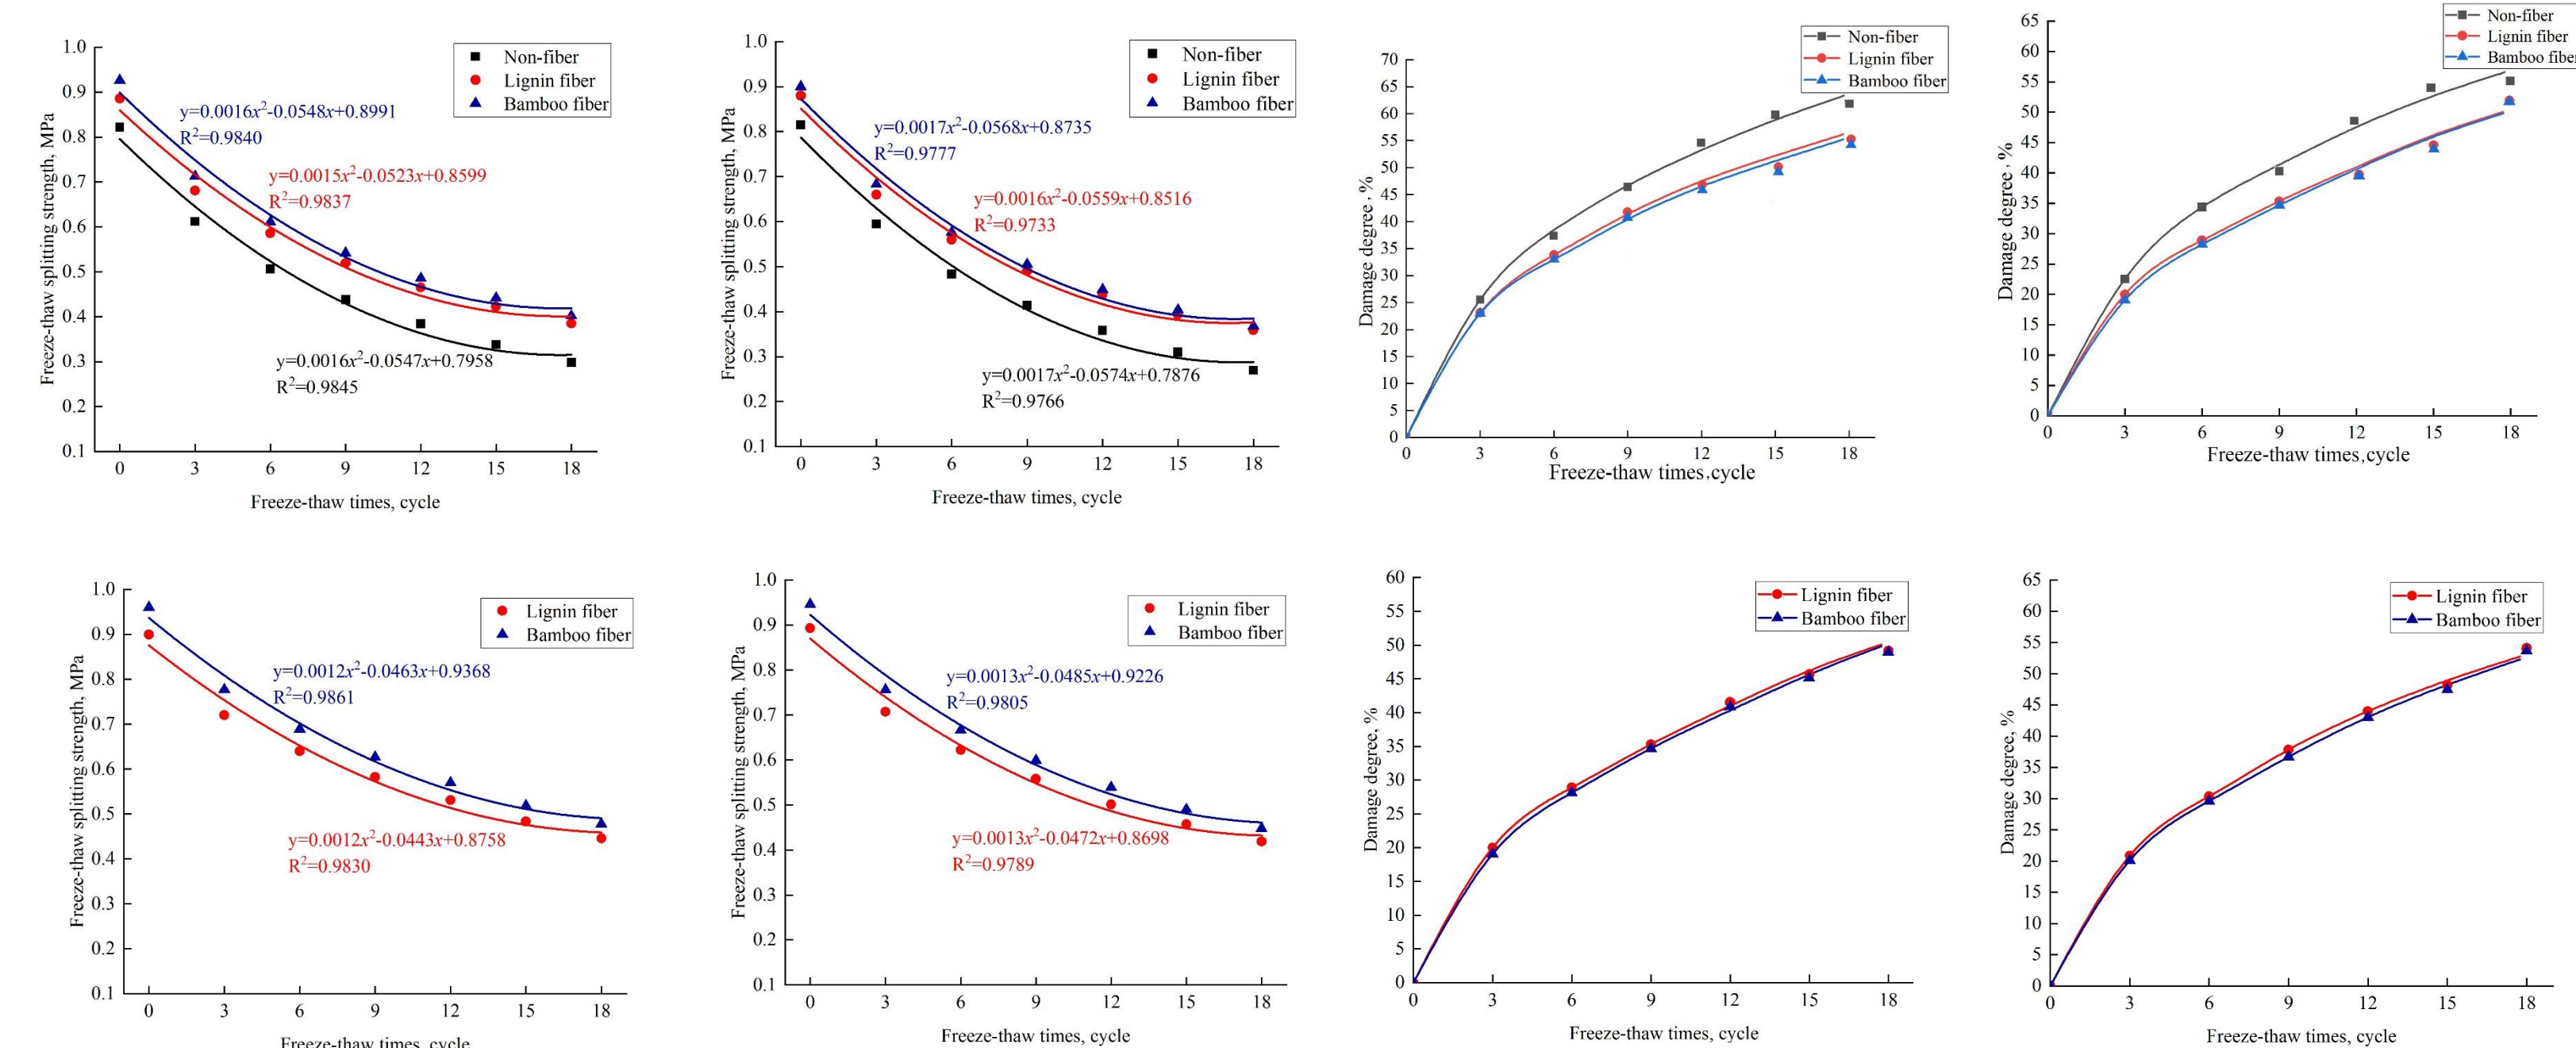 1.0
0.9
0.8
0.7
0.6
0.5
0.4
0.3
0.2
0.1
Freeze-thaw splitting strength, MPa
Non-fiber
Lignin fiber
Bamboo fiber
y=0.0016x²-0.0548x+0.8991
R²=0.9840
y=0.0015x²-0.0523x+0.8599
R²=0.9837
y=0.0016x²-0.0547x+0.7958
R²=0.9845
0 3 6 9 12 15 18
Freeze-thaw times, cycle
1.0
0.9
0.8
0.7
0.6
0.5
0.4
0.3
0.2
0.1
Freeze-thaw splitting strength, MPa
Non-fiber
Lignin fiber
Bamboo fiber
y=0.0017x²-0.0568x+0.8735
R²=0.9777
y=0.0016x²-0.0559x+0.8516
R²=0.9733
y=0.0017x²-0.0574x+0.7876
R²=0.9766
0 3 6 9 12 15 18
Freeze-thaw times, cycle
70
65
60
55
50
45
40
35
30
25
20
15
10
5
0
Damage degree, %
Non-fiber
Lignin fiber
Bamboo fiber
0 3 6 9 12 15 18
Freeze-thaw times,cycle
65
60
55
50
45
40
35
30
25
20
15
10
5
0
Damage degree, %
Non-fiber
Lignin fiber
Bamboo fiber
0 3 6 9 12 15 18
Freeze-thaw times,cycle
1.0
0.9
0.8
0.7
0.6
0.5
0.4
0.3
0.2
0.1
Freeze-thaw splitting strength, MPa
Lignin fiber
Bamboo fiber
y=0.0012x²-0.0463x+0.9368
R²=0.9861
y=0.0012x²-0.0443x+0.8758
R²=0.9830
0 3 6 9 12 15 18
Freeze-thaw times, cycle
1.0
0.9
0.8
0.7
0.6
0.5
0.4
0.3
0.2
0.1
Freeze-thaw splitting strength, MPa
Lignin fiber
Bamboo fiber
y=0.0013x²-0.0485x+0.9226
R²=0.9805
y=0.0013x²-0.0472x+0.8698
R²=0.9789
0 3 6 9 12 15 18
Freeze-thaw times, cycle
60
55
50
45
40
35
30
25
20
15
10
5
0
Damage degree, %
Lignin fiber
Bamboo fiber
0 3 6 9 12 15 18
Freeze-thaw times, cycle
65
60
55
50
45
40
35
30
25
20
15
10
5
0
Damage degree, %
Lignin fiber
Bamboo fiber
0 3 6 9 12 15 18
Freeze-thaw times, cycle